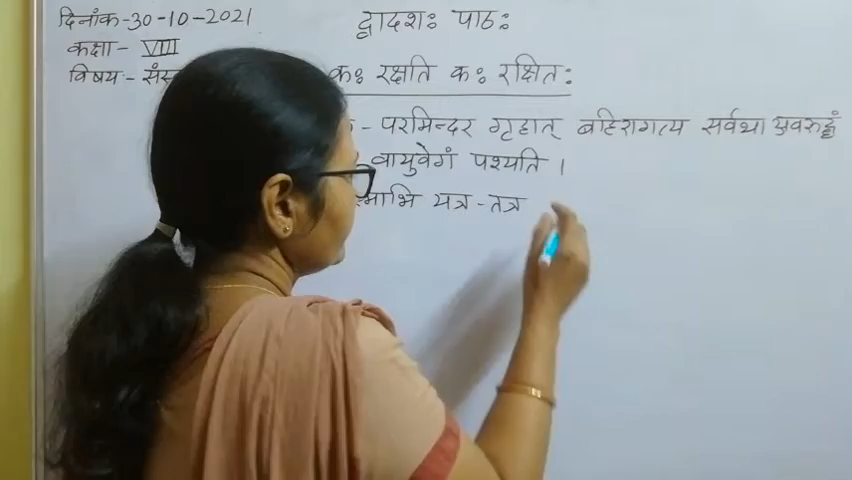 दिनांक-30-10-2021
द्वादशः पाठः
कक्षा- VIII
विषय:- संस्
कः रक्षति कः रक्षितः
- परमिन्दर गृहात् बहिरागत्य सर्वथा
वायुवेगं पश्यति ।
स्माभि यत्र-तत्र